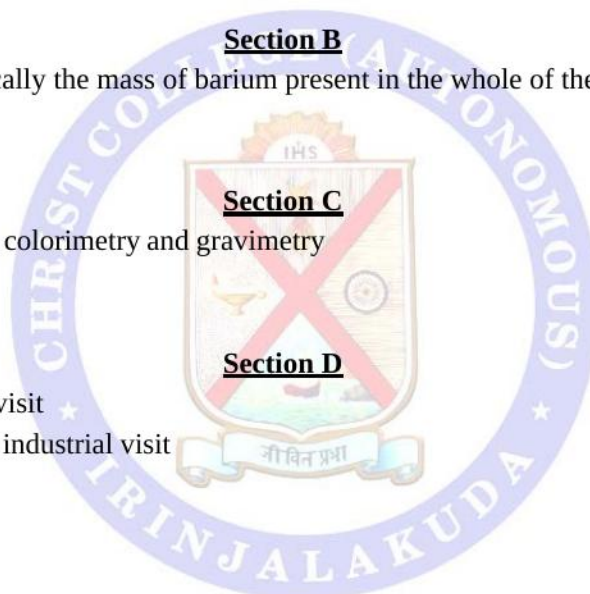 Section B
cally the mass of barium present in the whole of the
Section C
colorimetry and gravimetry
Section D
visit
industrial visit
CHRIST COLLEGE (AUTONOMOUS)
IHS
जीवित प्रभा
IRINJALAKUDA